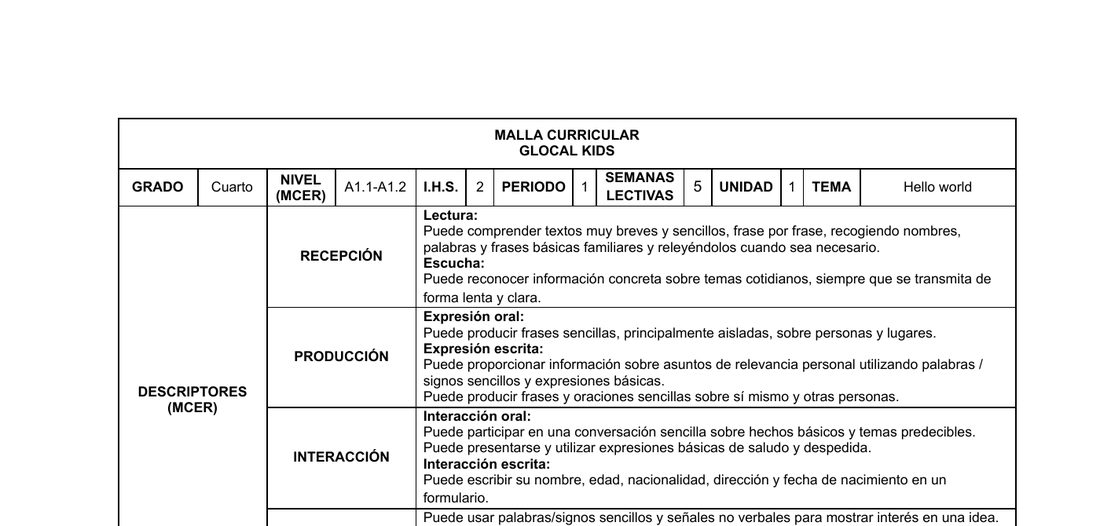 MALLA CURRICULAR
GLOCAL KIDS
GRADO Cuarto NIVEL (MCER) A1.1-A1.2 I.H.S. 2 PERIODO 1 SEMANAS LECTIVAS 5 UNIDAD 1 TEMA Hello world
DESCRIPTORES
(MCER)
RECEPCIÓN
Lectura:
Puede comprender textos muy breves y sencillos, frase por frase, recogiendo nombres,
palabras y frases básicas familiares y releyéndolos cuando sea necesario.
Escucha:
Puede reconocer información concreta sobre temas cotidianos, siempre que se transmita de
forma lenta y clara.
PRODUCCIÓN
Expresión oral:
Puede producir frases sencillas, principalmente aisladas, sobre personas y lugares.
Expresión escrita:
Puede proporcionar información sobre asuntos de relevancia personal utilizando palabras /
signos sencillos y expresiones básicas.
Puede producir frases y oraciones sencillas sobre sí mismo y otras personas.
INTERACCIÓN
Interacción oral:
Puede participar en una conversación sencilla sobre hechos básicos y temas predecibles.
Puede presentarse y utilizar expresiones básicas de saludo y despedida.
Interacción escrita:
Puede escribir su nombre, edad, nacionalidad, dirección y fecha de nacimiento en un
formulario.
Puede usar palabras/signos sencillos y señales no verbales para mostrar interés en una idea.